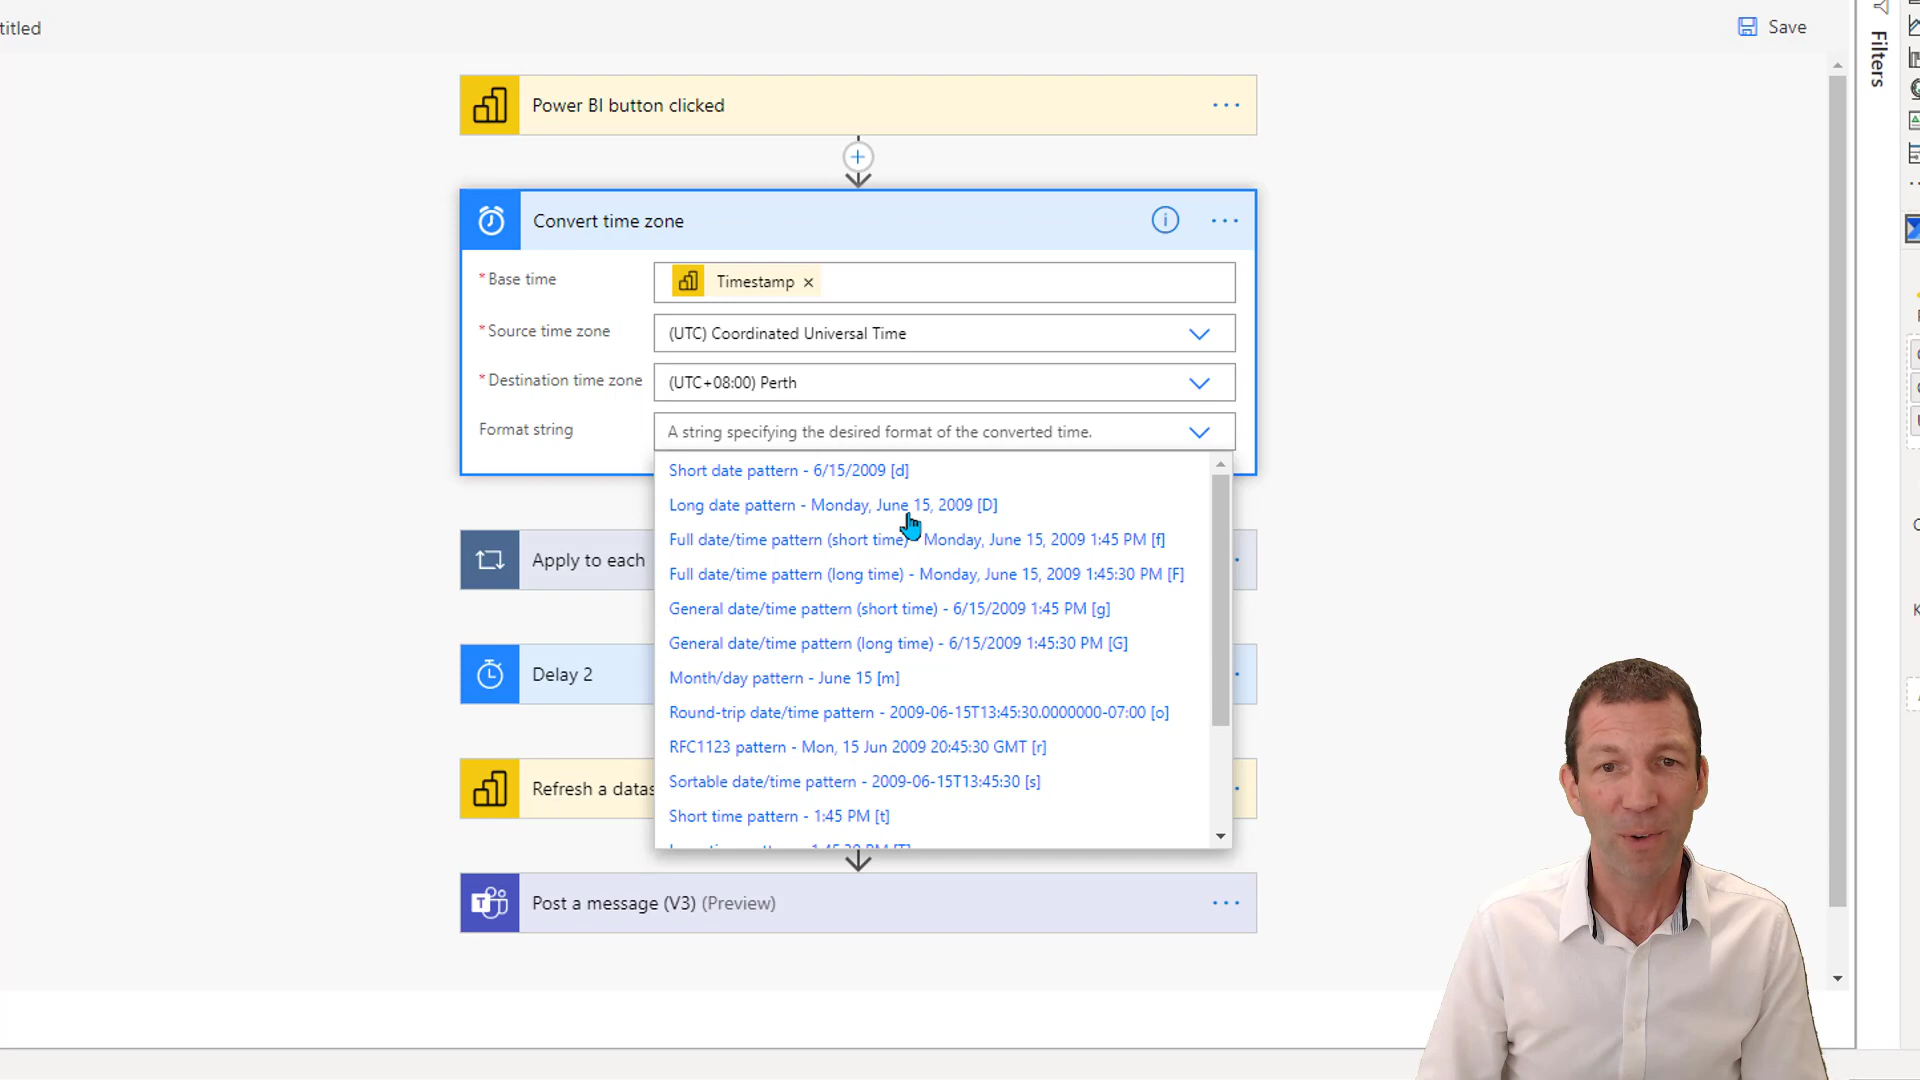 titled
Save
Filters
Power BI button clicked
Convert time zone
* Base time
Timestamp ×
* Source time zone
(UTC) Coordinated Universal Time
* Destination time zone
(UTC+08:00) Perth
Format string
A string specifying the desired format of the converted time.
Short date pattern - 6/15/2009 [d]
Long date pattern - Monday, June 15, 2009 [D]
Full date/time pattern (short time) - Monday, June 15, 2009 1:45 PM [f]
Full date/time pattern (long time) - Monday, June 15, 2009 1:45:30 PM [F]
General date/time pattern (short time) - 6/15/2009 1:45 PM [g]
General date/time pattern (long time) - 6/15/2009 1:45:30 PM [G]
Month/day pattern - June 15 [m]
Round-trip date/time pattern - 2009-06-15T13:45:30.0000000-07:00 [o]
RFC1123 pattern - Mon, 15 Jun 2009 20:45:30 GMT [r]
Sortable date/time pattern - 2009-06-15T13:45:30 [s]
Short time pattern - 1:45 PM [t]
Apply to each
Delay 2
Refresh a datas
Post a message (V3) (Preview)